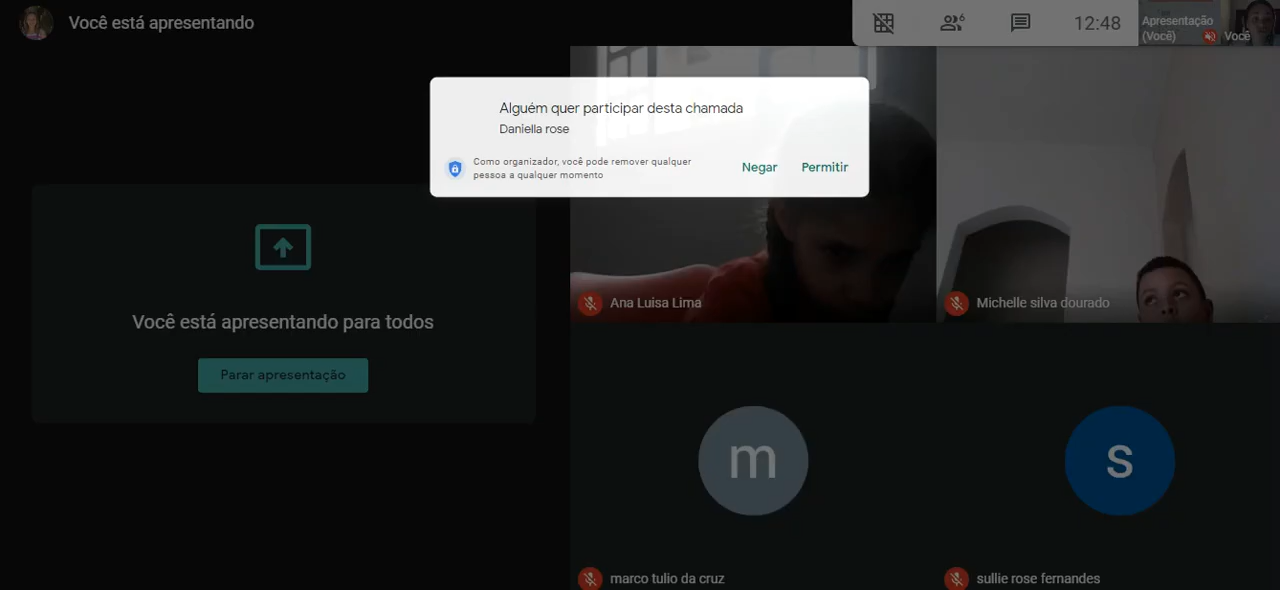 Você está apresentando
6
12:48
Apresentação
(Você)
Você
Alguém quer participar desta chamada
Daniella rose
Como organizador, você pode remover qualquer
pessoa a qualquer momento
Negar
Permitir
Você está apresentando para todos
Parar apresentação
Ana Luisa Lima
Michelle silva dourado
m
s
marco tulio da cruz
sullie rose fernandes